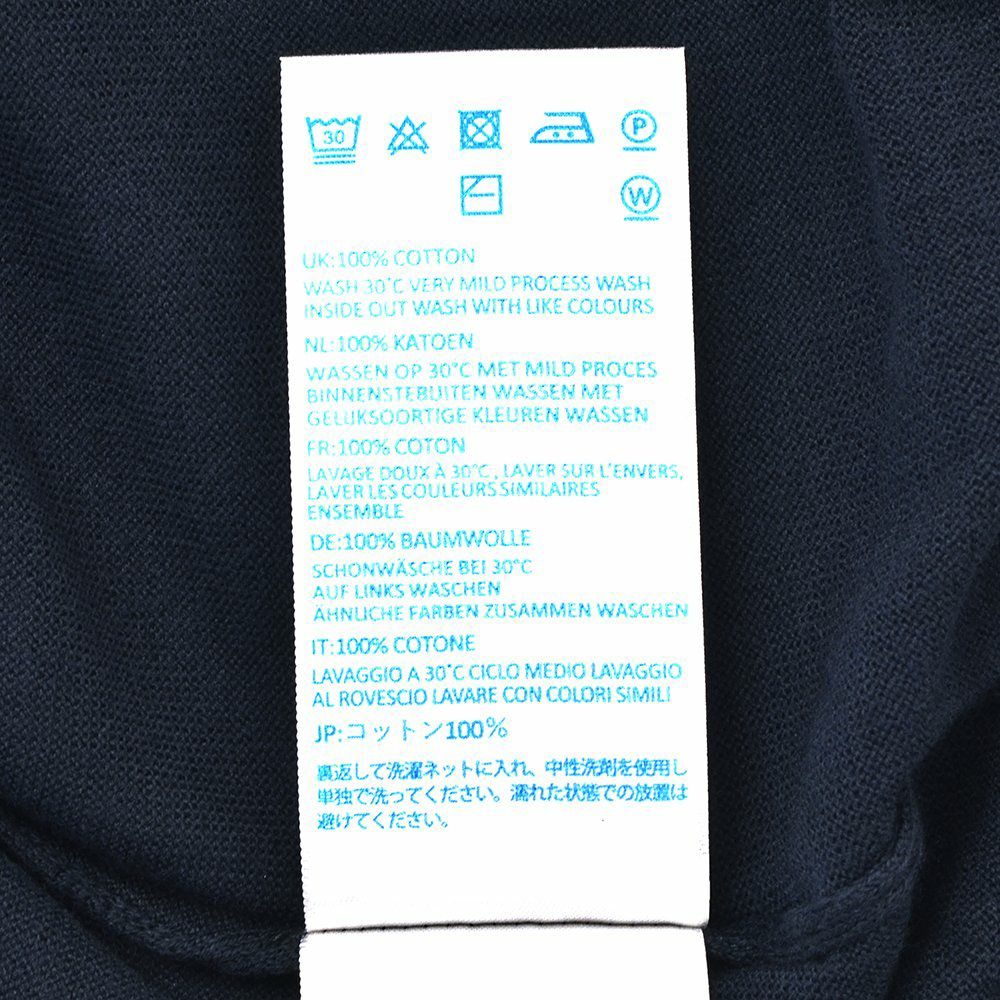 30 P
W
UK:100% COTTON
WASH 30°C VERY MILD PROCESS WASH
INSIDE OUT WASH WITH LIKE COLOURS
NL:100% KATOEN
WASSEN OP 30°C MET MILD PROCES
BINNENSTEBUITEN WASSEN MET
GELUKSOORTIGE KLEUREN WASSEN
FR:100% COTON
LAVAGE DOUX À 30°C, LAVER SUR L'ENVERS,
LAVER LES COULEURS SIMILAIRES
ENSEMBLE
DE:100% BAUMWOLLE
SCHONWÄSCHE BEI 30°C
AUF LINKS WASCHEN
ÄHNLICHE FARBEN ZUSAMMEN WASCHEN
IT:100% COTONE
LAVAGGIO A 30°C CICLO MEDIO LAVAGGIO
AL ROVESCIO LAVARE CON COLORI SIMILI
JP:コットン100%
裏返して洗濯ネットに入れ、中性洗剤を使用し
単独で洗ってください。濡れた状態での放置は
避けてください。